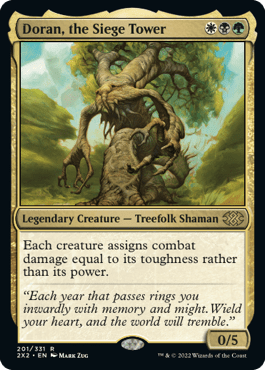 Doran, the Siege Tower
Legendary Creature — Treefolk Shaman
Each creature assigns combat
damage equal to its toughness rather
than its power.
“Each year that passes rings you
inwardly with memory and might. Wield
your heart, and the world will tremble.”
0/5
201/331 R
2X2 • EN Mark Zug
™ & © 2022 Wizards of the Coast